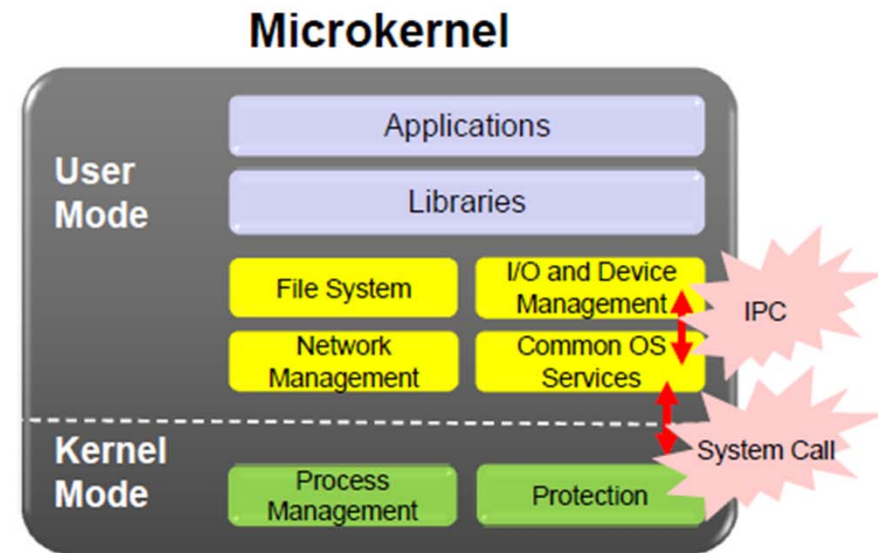 Microkernel
Applications
User
Mode
Libraries
File System
I/O and Device
Management
IPC
Network
Management
Common OS
Services
Kernel
Mode
System Call
Process
Management
Protection